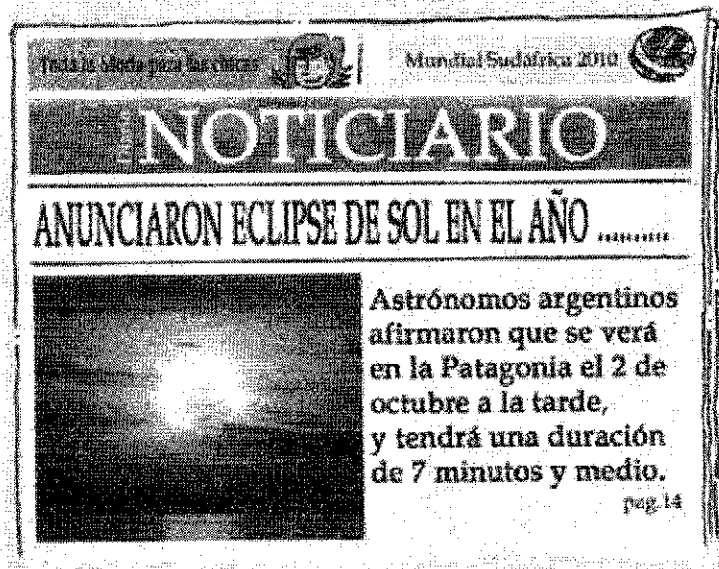 Toda la Moda para las chicas
Mundial Sudáfrica 2010
NOTICIARIO
ANUNCIARON ECLIPSE DE SOL EN EL AÑO ..........
Astrónomos argentinos
afirmaron que se verá
en la Patagonia el 2 de
octubre a la tarde,
y tendrá una duración
de 7 minutos y medio.
pag.14